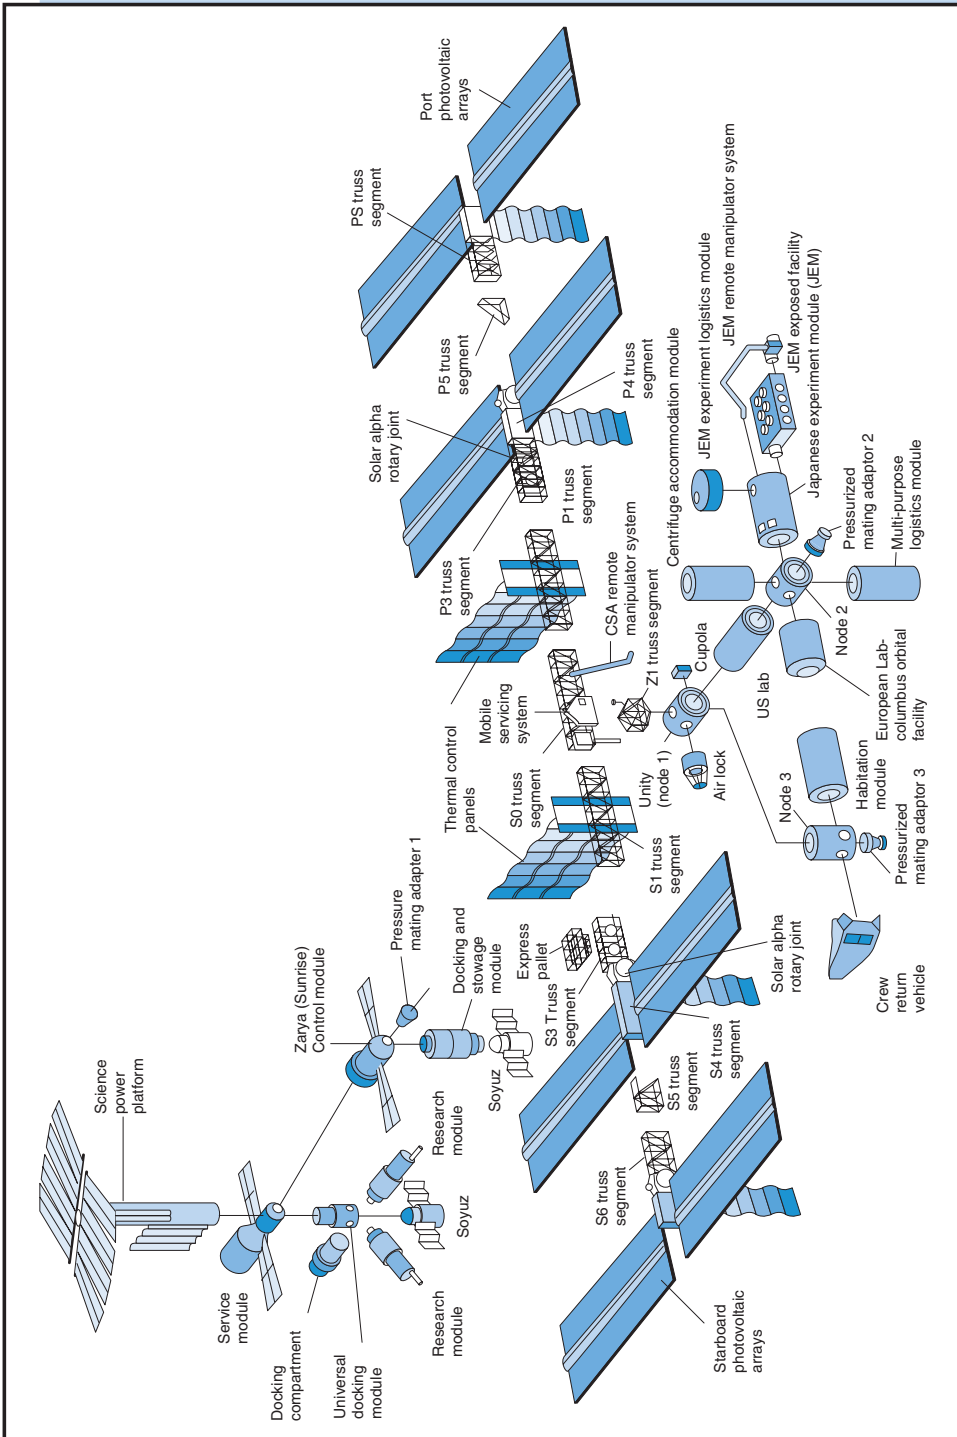 Science
power
platform
Zarya (Sunrise)
Control module
Pressure
mating adapter 1
Docking and
stowage
module
Soyuz
Service
module
Docking
compartment
Universal
docking
module
Research
module
Soyuz
Research
module
Port
photovoltaic
arrays
PS truss
segment
P5 truss
segment
P4 truss
segment
Solar alpha
rotary joint
P3 truss
segment
P1 truss
segment
Thermal control
panels
Mobile
servicing
system
CSA remote
manipulator system
S0 truss
segment
Z1 truss segment
S1 truss
segment
Express
pallet
S3 Truss
segment
Solar alpha
rotary joint
S4 truss
segment
S5 truss
segment
S6 truss
segment
Starboard
photovoltaic
arrays
Unity
(node 1)
Air lock
Cupola
US lab
Node 2
European Lab-
columbus orbital
facility
Centrifuge accommodation module
JEM experiment logistics module
JEM remote manipulator system
JEM exposed facility
Japanese experiment module (JEM)
Pressurized
mating adaptor 2
Multi-purpose
logistics module
Node 3
Habitation
module
Pressurized
mating adaptor 3
Crew
return
vehicle